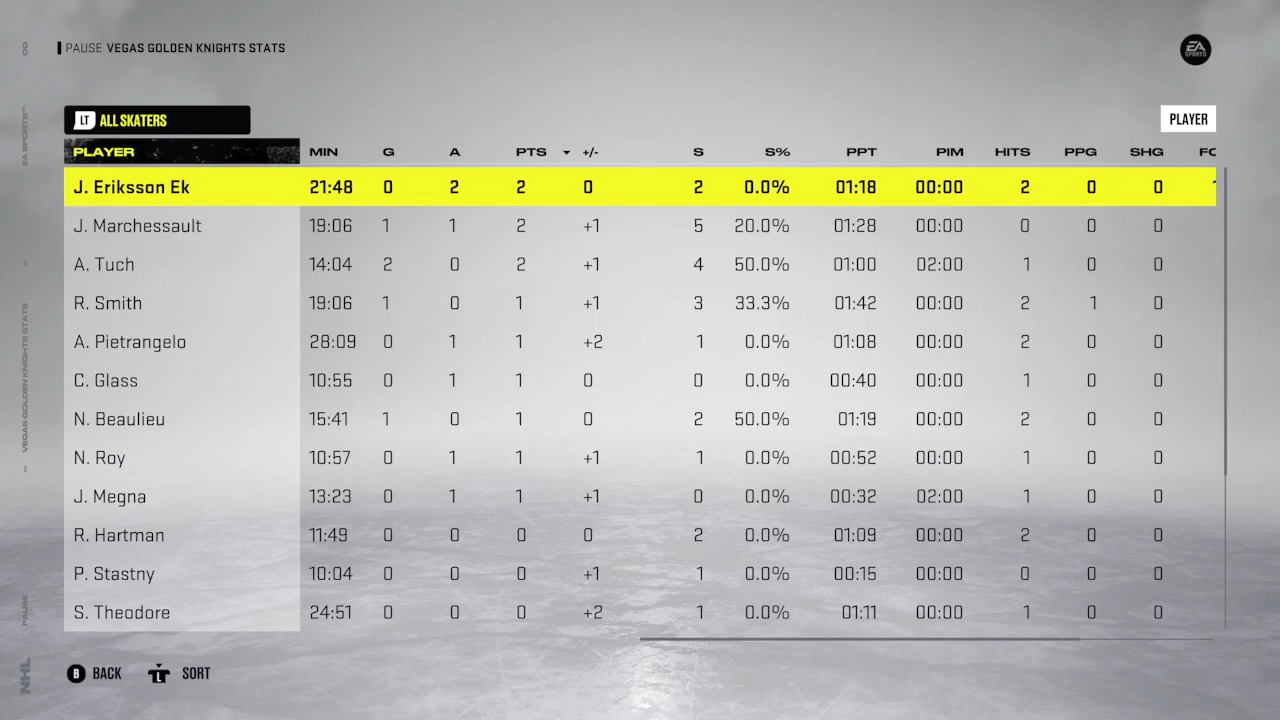 PAUSE VEGAS GOLDEN KNIGHTS STATS
EA SPORTS
LT ALL SKATERS
PLAYER
PLAYER MIN G A PTS +/- S S% PPT PIM HITS PPG SHG
J. Eriksson Ek 21:48 0 2 2 0 2 0.0% 01:18 00:00 2 0 0
J. Marchessault 19:06 1 1 2 +1 5 20.0% 01:28 00:00 0 0 0
A. Tuch 14:04 2 0 2 +1 4 50.0% 01:00 02:00 1 0 0
R. Smith 19:06 1 0 1 +1 3 33.3% 01:42 00:00 2 1 0
A. Pietrangelo 28:09 0 1 1 +2 1 0.0% 01:08 00:00 2 0 0
C. Glass 10:55 0 1 1 0 0 0.0% 00:40 00:00 1 0 0
N. Beaulieu 15:41 1 0 1 0 2 50.0% 01:19 00:00 2 0 0
N. Roy 10:57 0 1 1 +1 1 0.0% 00:52 00:00 1 0 0
J. Megna 13:23 0 1 1 +1 0 0.0% 00:32 02:00 1 0 0
R. Hartman 11:49 0 0 0 0 2 0.0% 01:09 00:00 2 0 0
P. Stastny 10:04 0 0 0 +1 1 0.0% 00:15 00:00 0 0 0
S. Theodore 24:51 0 0 0 +2 1 0.0% 01:11 00:00 1 0 0
B BACK L SORT
NHL PAUSE VEGAS GOLDEN KNIGHTS STATS EA SPORTS